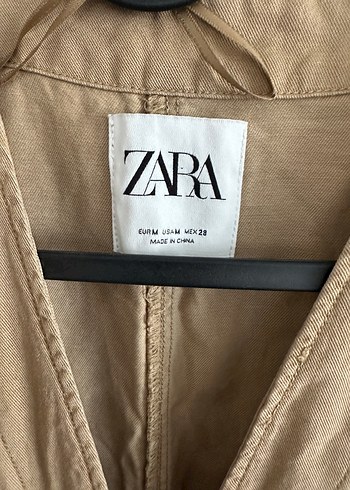 ZARA
EUR M USA M MEX 28
MADE IN CHINA